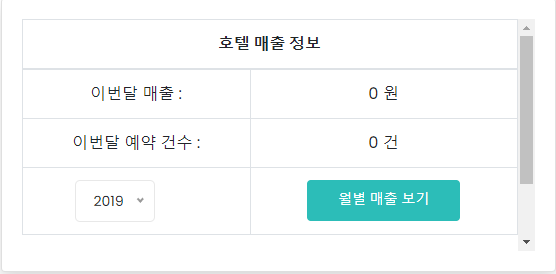 호텔 매출 정보
이번달 매출 : 0 원
이번달 예약 건수 : 0 건
2019 월별 매출 보기